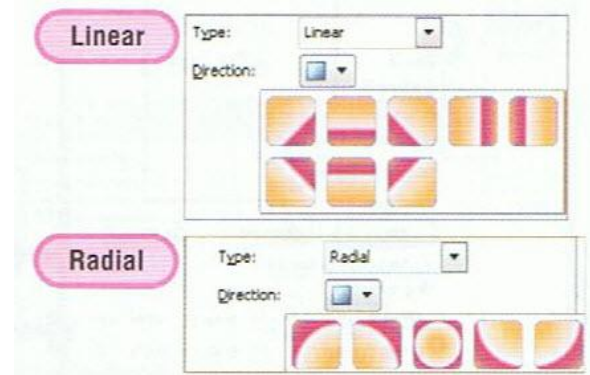 Linear
Type: Linear
Direction:
Radial
Type: Radial
Direction: